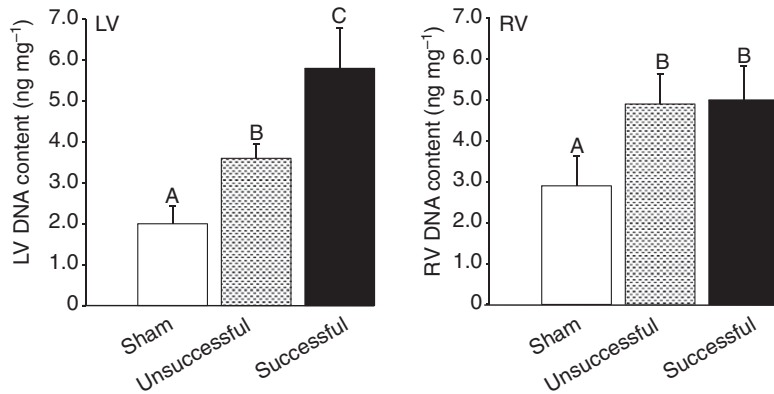 LV
LV DNA content (ng mg⁻¹)
7.0
6.0
5.0
4.0
3.0
2.0
1.0
0
A
B
C
Sham
Unsuccessful
Successful
RV
RV DNA content (ng mg⁻¹)
7.0
6.0
5.0
4.0
3.0
2.0
1.0
0
A
B
B
Sham
Unsuccessful
Successful